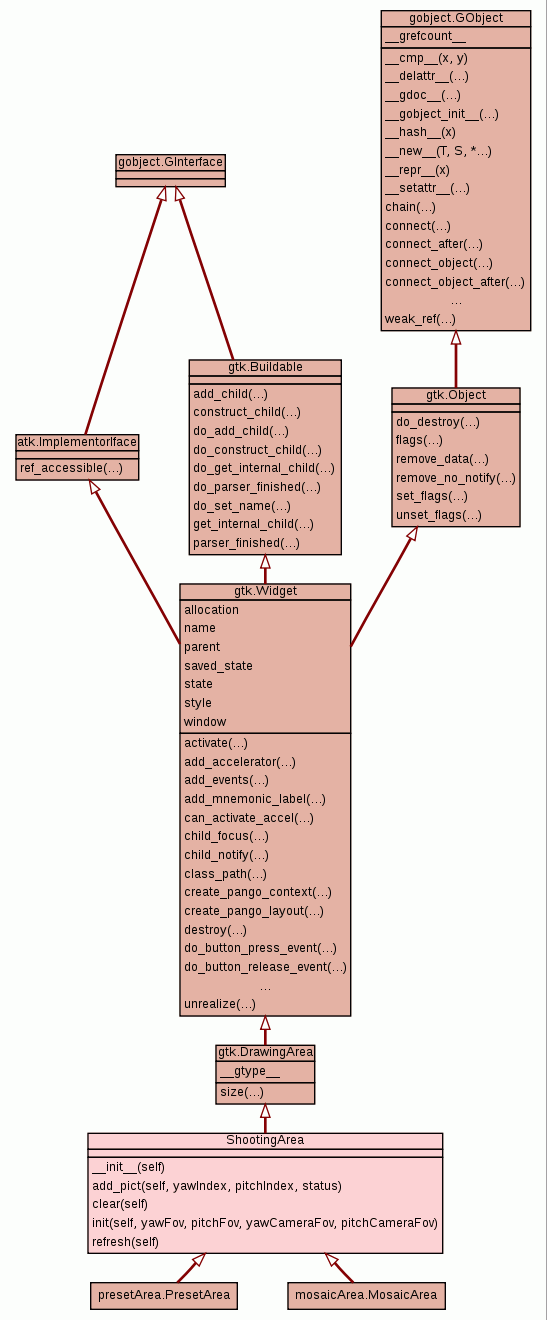 gobject.GObject
__grefcount__
__cmp__(x, y)
__delattr__(...)
__gdoc__(...)
__gobject_init__(...)
__hash__(x)
__new__(T, S, *...)
__repr__(x)
__setattr__(...)
chain(...)
connect(...)
connect_after(...)
connect_object(...)
connect_object_after(...)
...
weak_ref(...)
gobject.GInterface
gtk.Buildable
add_child(...)
construct_child(...)
do_add_child(...)
do_construct_child(...)
do_get_internal_child(...)
do_parser_finished(...)
do_set_name(...)
get_internal_child(...)
parser_finished(...)
gtk.Object
do_destroy(...)
flags(...)
remove_data(...)
remove_no_notify(...)
set_flags(...)
unset_flags(...)
atk.ImplementorIface
ref_accessible(...)
gtk.Widget
allocation
name
parent
saved_state
state
style
window
activate(...)
add_accelerator(...)
add_events(...)
add_mnemonic_label(...)
can_activate_accel(...)
child_focus(...)
child_notify(...)
class_path(...)
create_pango_context(...)
create_pango_layout(...)
destroy(...)
do_button_press_event(...)
do_button_release_event(...)
...
unrealize(...)
gtk.DrawingArea
__gtype__
size(...)
ShootingArea
__init__(self)
add_pict(self, yawIndex, pitchIndex, status)
clear(self)
init(self, yawFov, pitchFov, yawCameraFov, pitchCameraFov)
refresh(self)
presetArea.PresetArea
mosaicArea.MosaicArea